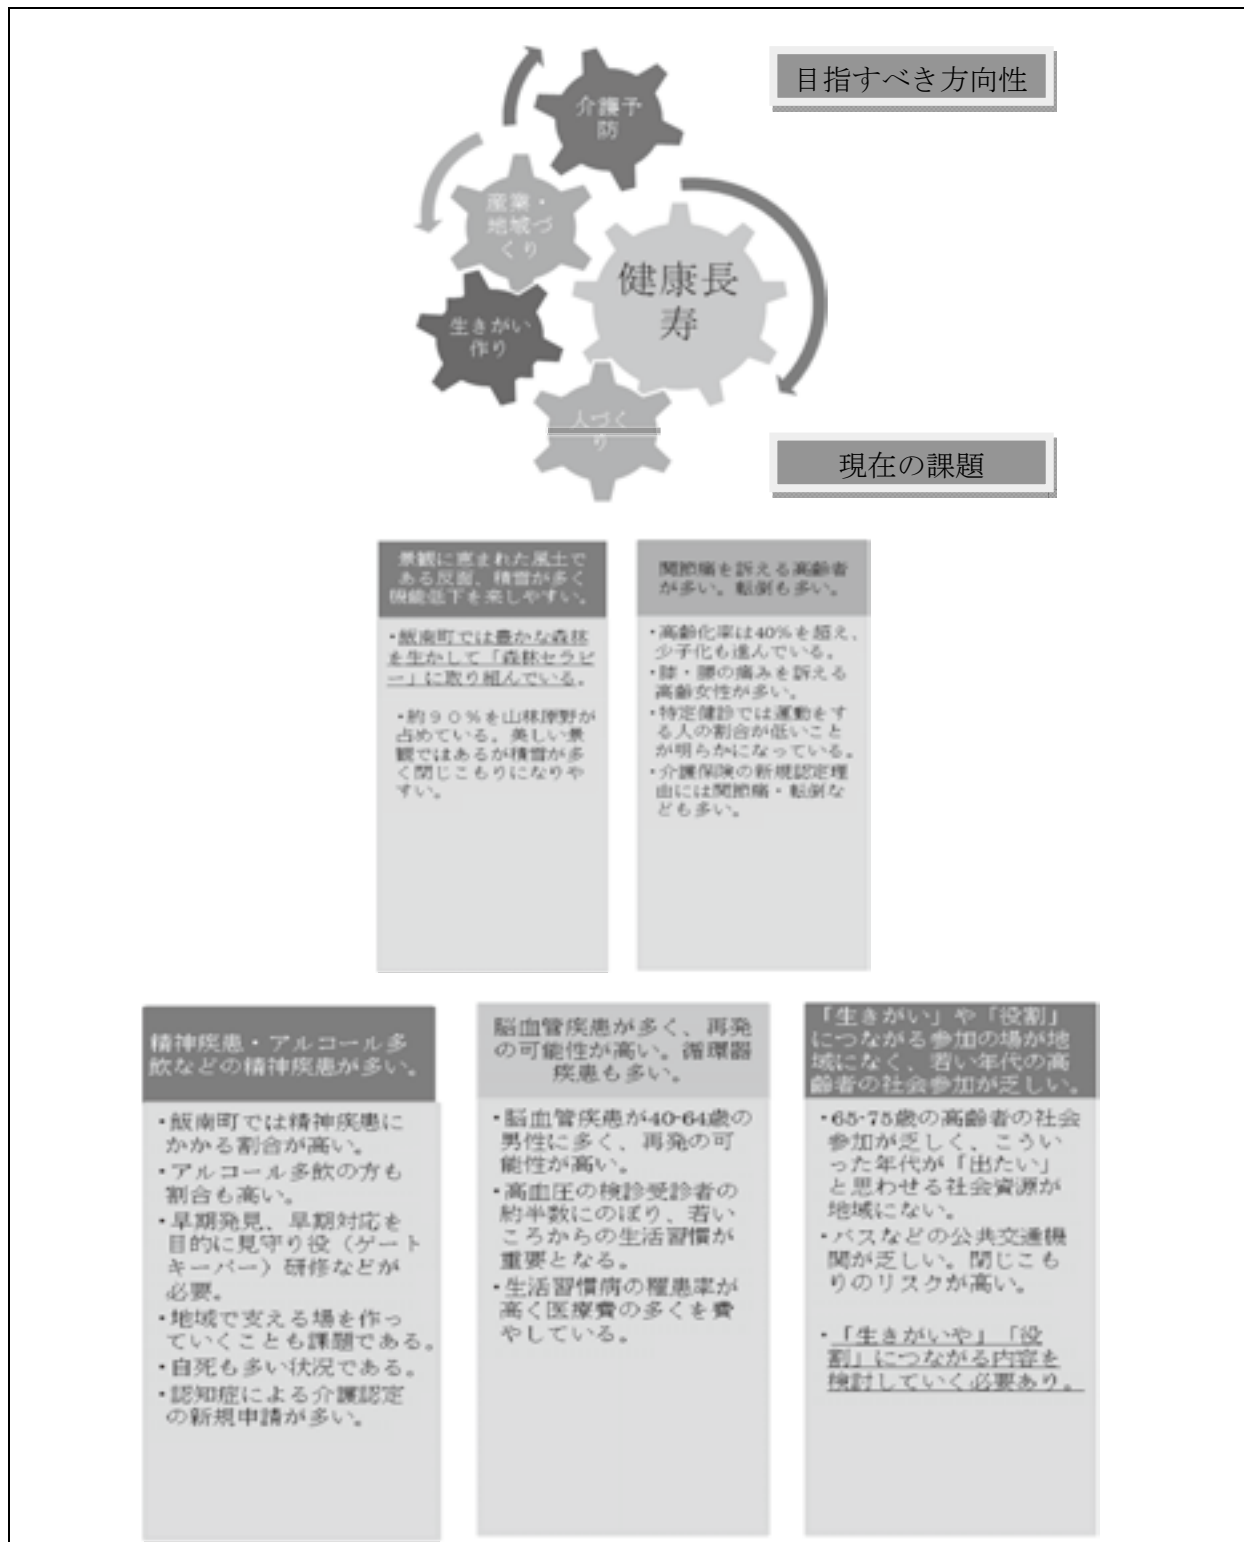 目指すべき方向性
介護予
防
産業・
地域づ
くり
健康長
寿
生きがい
作り
人づく
り
現在の課題
景観に恵まれた風土で
ある反面、積雪が多く
機能低下を来しやすい。
・飯南町では豊かな森林
を生かして「森林セラピ
ー」に取り組んでいる。
・約９０％を山林原野が
占めている。美しい景
観ではあるが積雪が多
く閉じこもりになりや
すい。
関節痛を訴える高齢者
が多い。転倒も多い。
・高齢化率は40％を超え、
少子化も進んでいる。
・膝・腰の痛みを訴える
高齢女性が多い。
・特定健診では運動をす
る人の割合が低いこと
が明らかになっている。
・介護保険の新規認定理
由には関節痛・転倒な
ども多い。
精神疾患・アルコール多
飲などの精神疾患が多い。
・飯南町では精神疾患に
かかる割合が高い。
・アルコール多飲の方も
割合も高い。
・早期発見、早期対応を
目的に見守り役（ゲート
キーパー）研修などが
必要。
・地域で支える場を作っ
ていくことも課題である。
・自死も多い状況である。
・認知症による介護認定
の新規申請が多い。
脳血管疾患が多く、再発
の可能性が高い。循環器
疾患も多い。
・脳血管疾患が40-64歳の
男性に多く、再発の可
能性が高い。
・高血圧の検診受診者の
約半数にのぼり、若い
ころからの生活習慣が
重要となる。
・生活習慣病の罹患率が
高く医療費の多くを費
やしている。
「生きがい」や「役割」
につながる参加の場が地
域になく、若い年代の高
齢者の社会参加が乏しい。
・65-75歳の高齢者の社会
参加が乏しく、こうい
った年代が「出たい」
と思わせる社会資源が
地域にない。
・バスなどの公共交通機
関が乏しい。閉じこも
りのリスクが高い。
・「生きがいや」「役
割」につながる内容を
検討していく必要あり。